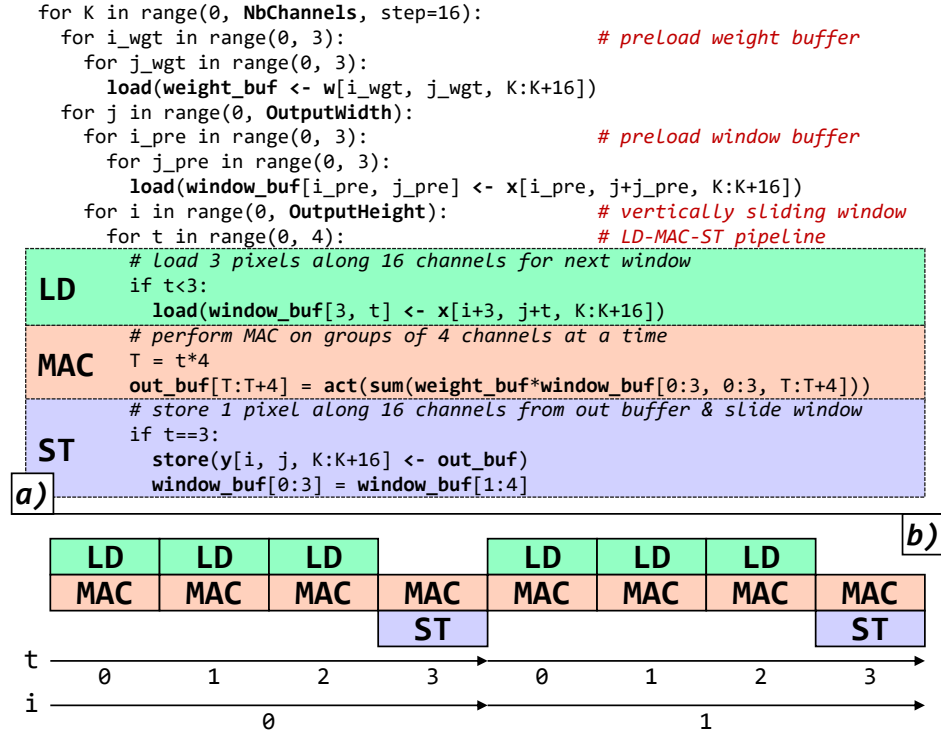 for K in range(0, NbChannels, step=16):
for i_wgt in range(0, 3): # preload weight buffer
for j_wgt in range(0, 3):
load(weight_buf <- w[i_wgt, j_wgt, K:K+16])
for j in range(0, OutputWidth):
for i_pre in range(0, 3): # preload window buffer
for j_pre in range(0, 3):
load(window_buf[i_pre, j_pre] <- x[i_pre, j+j_pre, K:K+16])
for i in range(0, OutputHeight): # vertically sliding window
for t in range(0, 4): # LD-MAC-ST pipeline
LD
# load 3 pixels along 16 channels for next window
if t<3:
load(window_buf[3, t] <- x[i+3, j+t, K:K+16])
MAC
# perform MAC on groups of 4 channels at a time
T = t*4
out_buf[T:T+4] = act(sum(weight_buf*window_buf[0:3, 0:3, T:T+4]))
ST
# store 1 pixel along 16 channels from out buffer & slide window
if t==3:
store(y[i, j, K:K+16] <- out_buf)
window_buf[0:3] = window_buf[1:4]
a)
b)
LD LD LD LD LD LD
MAC MAC MAC MAC MAC MAC MAC MAC
ST ST
t
0 1 2 3 0 1 2 3
i
0 1